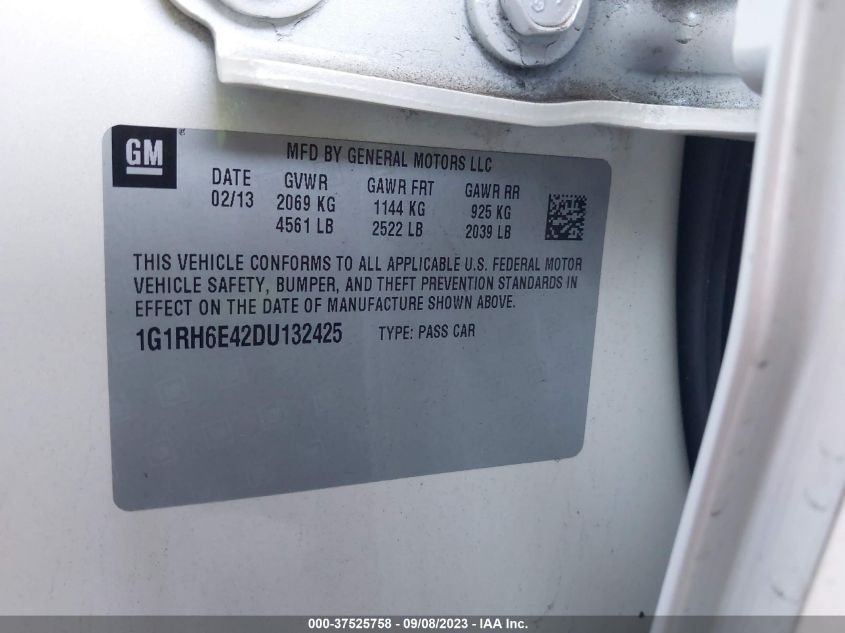 GM
MFD BY GENERAL MOTORS LLC
DATE GVWR GAWR FRT GAWR RR
02/13 2069 KG 1144 KG 925 KG
4561 LB 2522 LB 2039 LB
THIS VEHICLE CONFORMS TO ALL APPLICABLE U.S. FEDERAL MOTOR
VEHICLE SAFETY, BUMPER, AND THEFT PREVENTION STANDARDS IN
EFFECT ON THE DATE OF MANUFACTURE SHOWN ABOVE.
1G1RH6E42DU132425 TYPE: PASS CAR
000-37525758 - 09/08/2023 - IAA Inc.